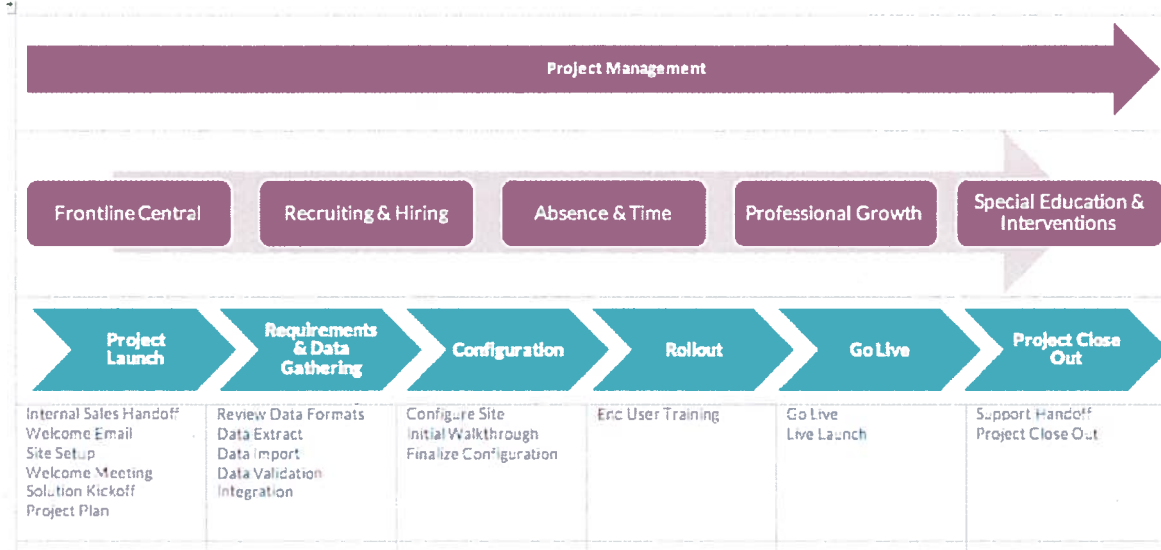 Project Management
Frontline Central
Recruiting & Hiring
Absence & Time
Professional Growth
Special Education &
Interventions
Project
Launch
Requirements
& Data
Gathering
Configuration
Rollout
Go Live
Project Close
Out
Internal Sales Handoff
Welcome Email
Site Setup
Welcome Meeting
Solution Kickoff
Project Plan
Review Data Formats
Data Extract
Data Import
Data Validation
Integration
Configure Site
Initial Walkthrough
Finalize Configuration
End User Training
Go Live
Live Launch
Support Handoff
Project Close Out